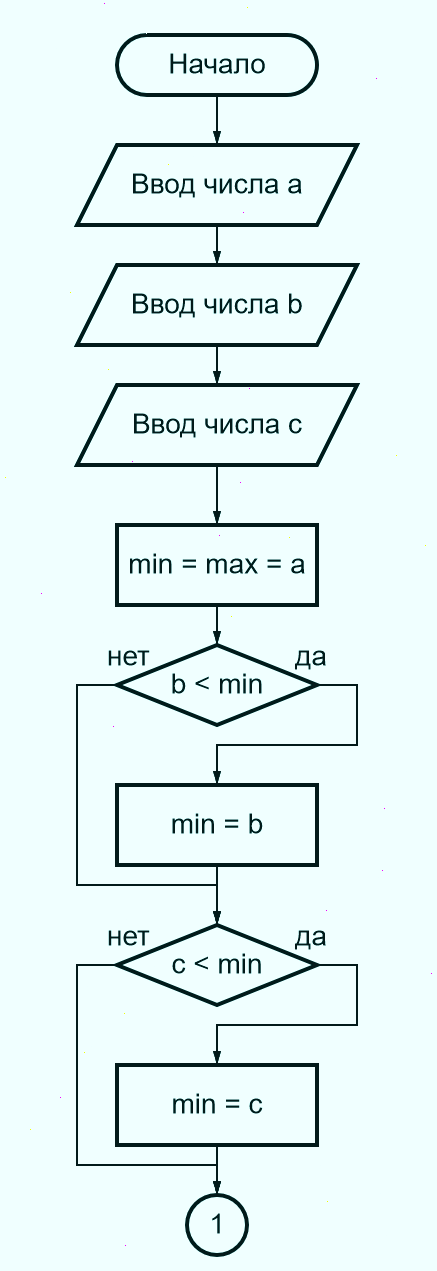 Начало
Ввод числа a
Ввод числа b
Ввод числа c
min = max = a
нет да
b < min
min = b
нет да
c < min
min = c
1